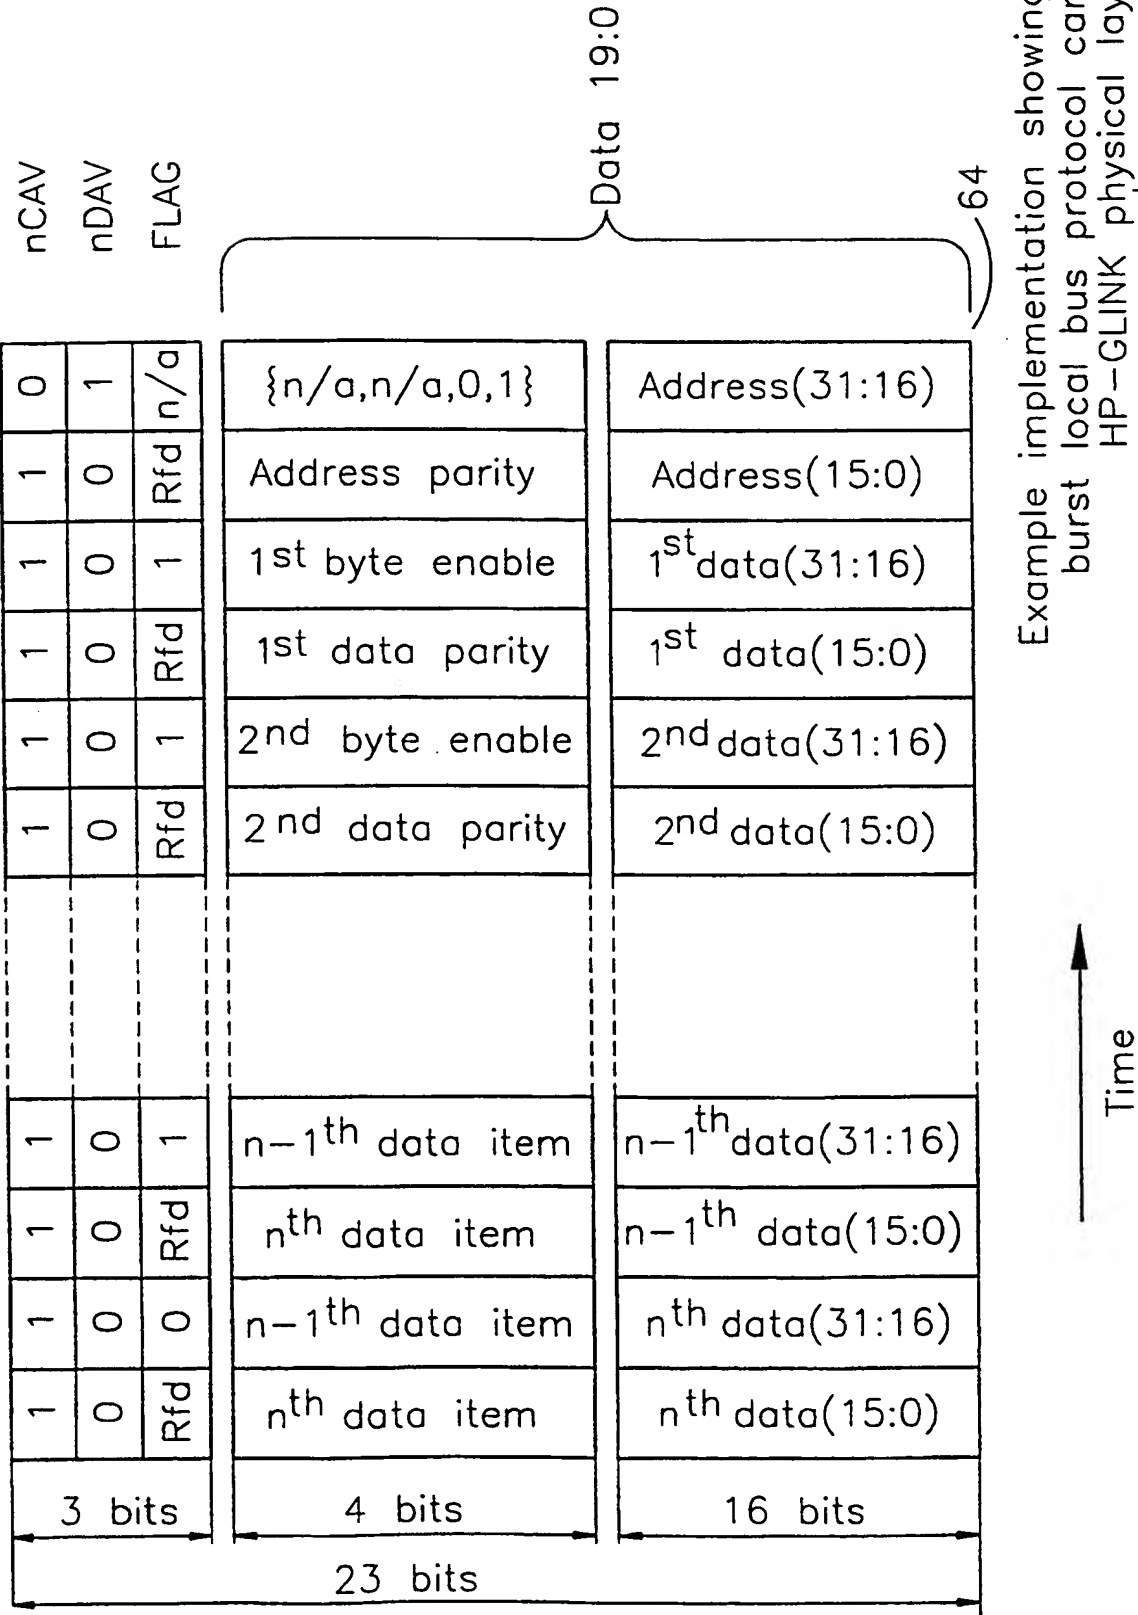 nCAV
nDAV
FLAG
Data 19:0
0 1 n/a {n/a,n/a,0,1} Address(31:16)
1 0 Rfd Address parity Address(15:0)
1 0 1 1st byte enable 1st data(31:16)
1 0 Rfd 1st data parity 1st data(15:0)
1 0 1 2nd byte enable 2nd data(31:16)
1 0 Rfd 2nd data parity 2nd data(15:0)
1 0 1 n-1th data item n-1th data(31:16)
1 0 Rfd nth data item n-1th data(15:0)
1 0 0 n-1th data item nth data(31:16)
1 0 Rfd nth data item nth data(15:0)
3 bits 4 bits 16 bits
23 bits
64
Example implementation showing
burst local bus protocol can
HP-GLINK physical lay
Time